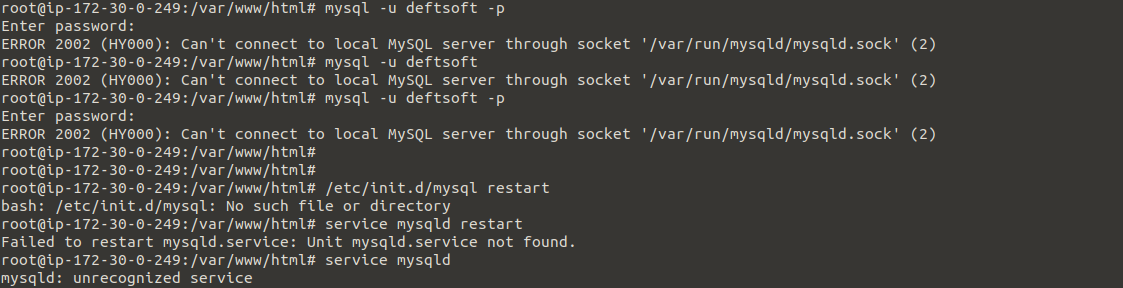 root@ip-172-30-0-249:/var/www/html# mysql -u deftsoft -p
Enter password:
ERROR 2002 (HY000): Can't connect to local MySQL server through socket '/var/run/mysqld/mysqld.sock' (2)
root@ip-172-30-0-249:/var/www/html# mysql -u deftsoft
ERROR 2002 (HY000): Can't connect to local MySQL server through socket '/var/run/mysqld/mysqld.sock' (2)
root@ip-172-30-0-249:/var/www/html# mysql -u deftsoft -p
Enter password:
ERROR 2002 (HY000): Can't connect to local MySQL server through socket '/var/run/mysqld/mysqld.sock' (2)
root@ip-172-30-0-249:/var/www/html#
root@ip-172-30-0-249:/var/www/html#
root@ip-172-30-0-249:/var/www/html# /etc/init.d/mysql restart
bash: /etc/init.d/mysql: No such file or directory
root@ip-172-30-0-249:/var/www/html# service mysqld restart
Failed to restart mysqld.service: Unit mysqld.service not found.
root@ip-172-30-0-249:/var/www/html# service mysqld
mysqld: unrecognized service